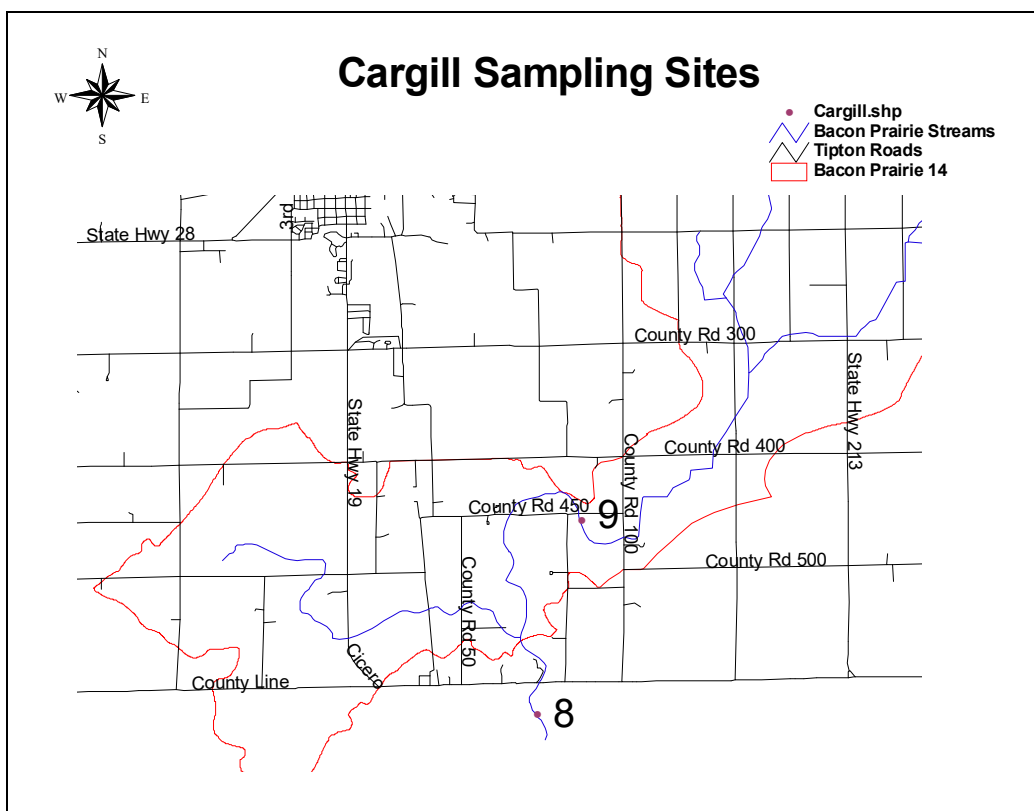 Cargill Sampling Sites
N
W
E
S
Cargill.shp
Bacon Prairie Streams
Tipton Roads
Bacon Prairie 14
3rd
State Hwy 28
County Rd 300
State Hwy 19
State Hwy 213
County Rd 400
County Rd 100
County Rd 450
9
County Rd 500
County Rd 50
Cicero
County Line
8